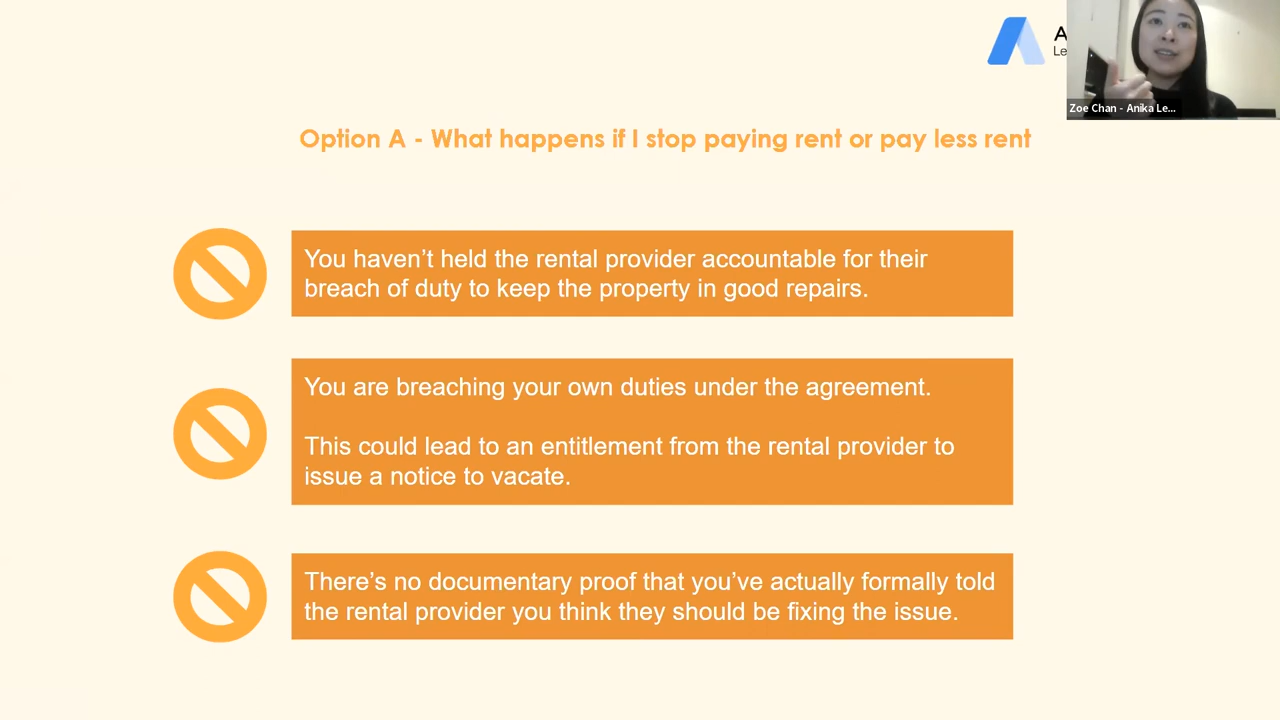 A
Le
Zoe Chan - Anika Le...
Option A - What happens if I stop paying rent or pay less rent
You haven’t held the rental provider accountable for their
breach of duty to keep the property in good repairs.
You are breaching your own duties under the agreement.
This could lead to an entitlement from the rental provider to
issue a notice to vacate.
There’s no documentary proof that you’ve actually formally told
the rental provider you think they should be fixing the issue.